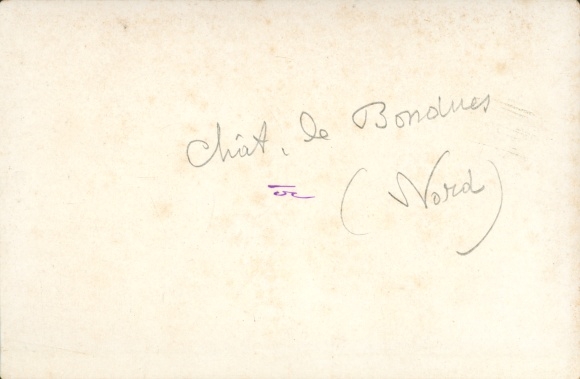 Chât. de Bondues
(Nord)